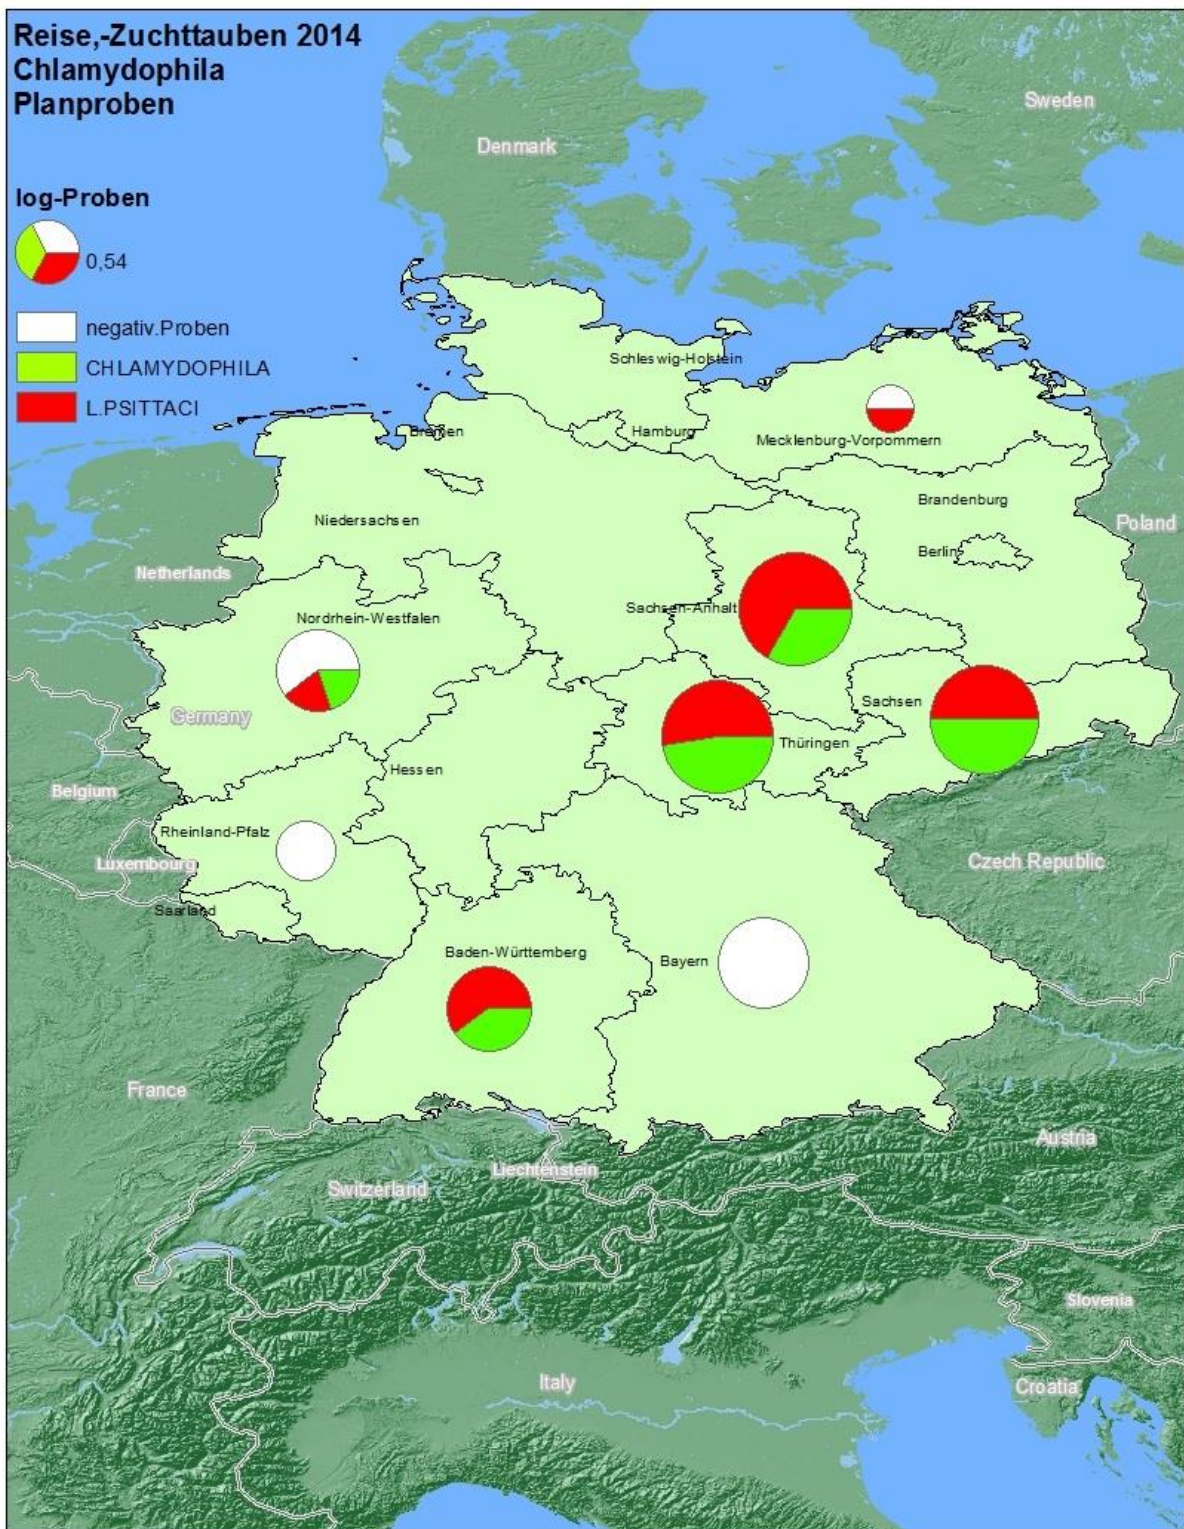 Reise,-Zuchttauben 2014
Chlamydophila
Planproben
log-Proben
0,54
negativ.Proben
CHLAMYDOPHILA
L.PSITTACI
Sweden
Denmark
Schleswig-Holstein
Bremen
Hamburg
Mecklenburg-Vorpommern
Brandenburg
Poland
Niedersachsen
Berlin
Netherlands
Sachsen-Anhalt
Nordrhein-Westfalen
Germany
Sachsen
Thüringen
Hessen
Belgium
Rheinland-Pfalz
Luxembourg
Czech Republic
Saarland
Baden-Württemberg
Bayern
France
Austria
Liechtenstein
Switzerland
Slovenia
Italy
Croatia